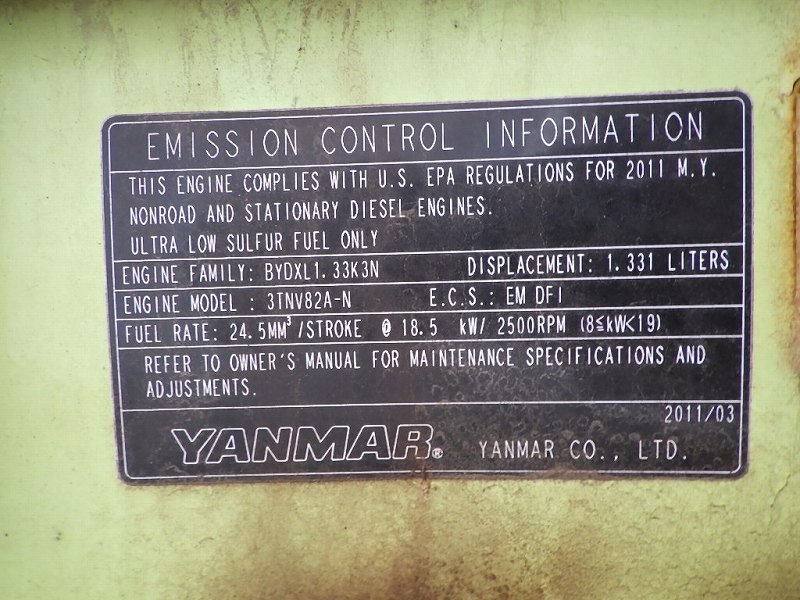 EMISSION CONTROL INFORMATION
THIS ENGINE COMPLIES WITH U.S. EPA REGULATIONS FOR 2011 M.Y.
NONROAD AND STATIONARY DIESEL ENGINES.
ULTRA LOW SULFUR FUEL ONLY
ENGINE FAMILY: BYDXL1.33K3N DISPLACEMENT: 1.331 LITERS
ENGINE MODEL : 3TNV82A-N E.C.S.: EM DFI
FUEL RATE: 24.5MM³/STROKE @ 18.5 kW/ 2500RPM (8≦kW<19)
REFER TO OWNER'S MANUAL FOR MAINTENANCE SPECIFICATIONS AND
ADJUSTMENTS.
2011/03
YANMAR® YANMAR CO., LTD.